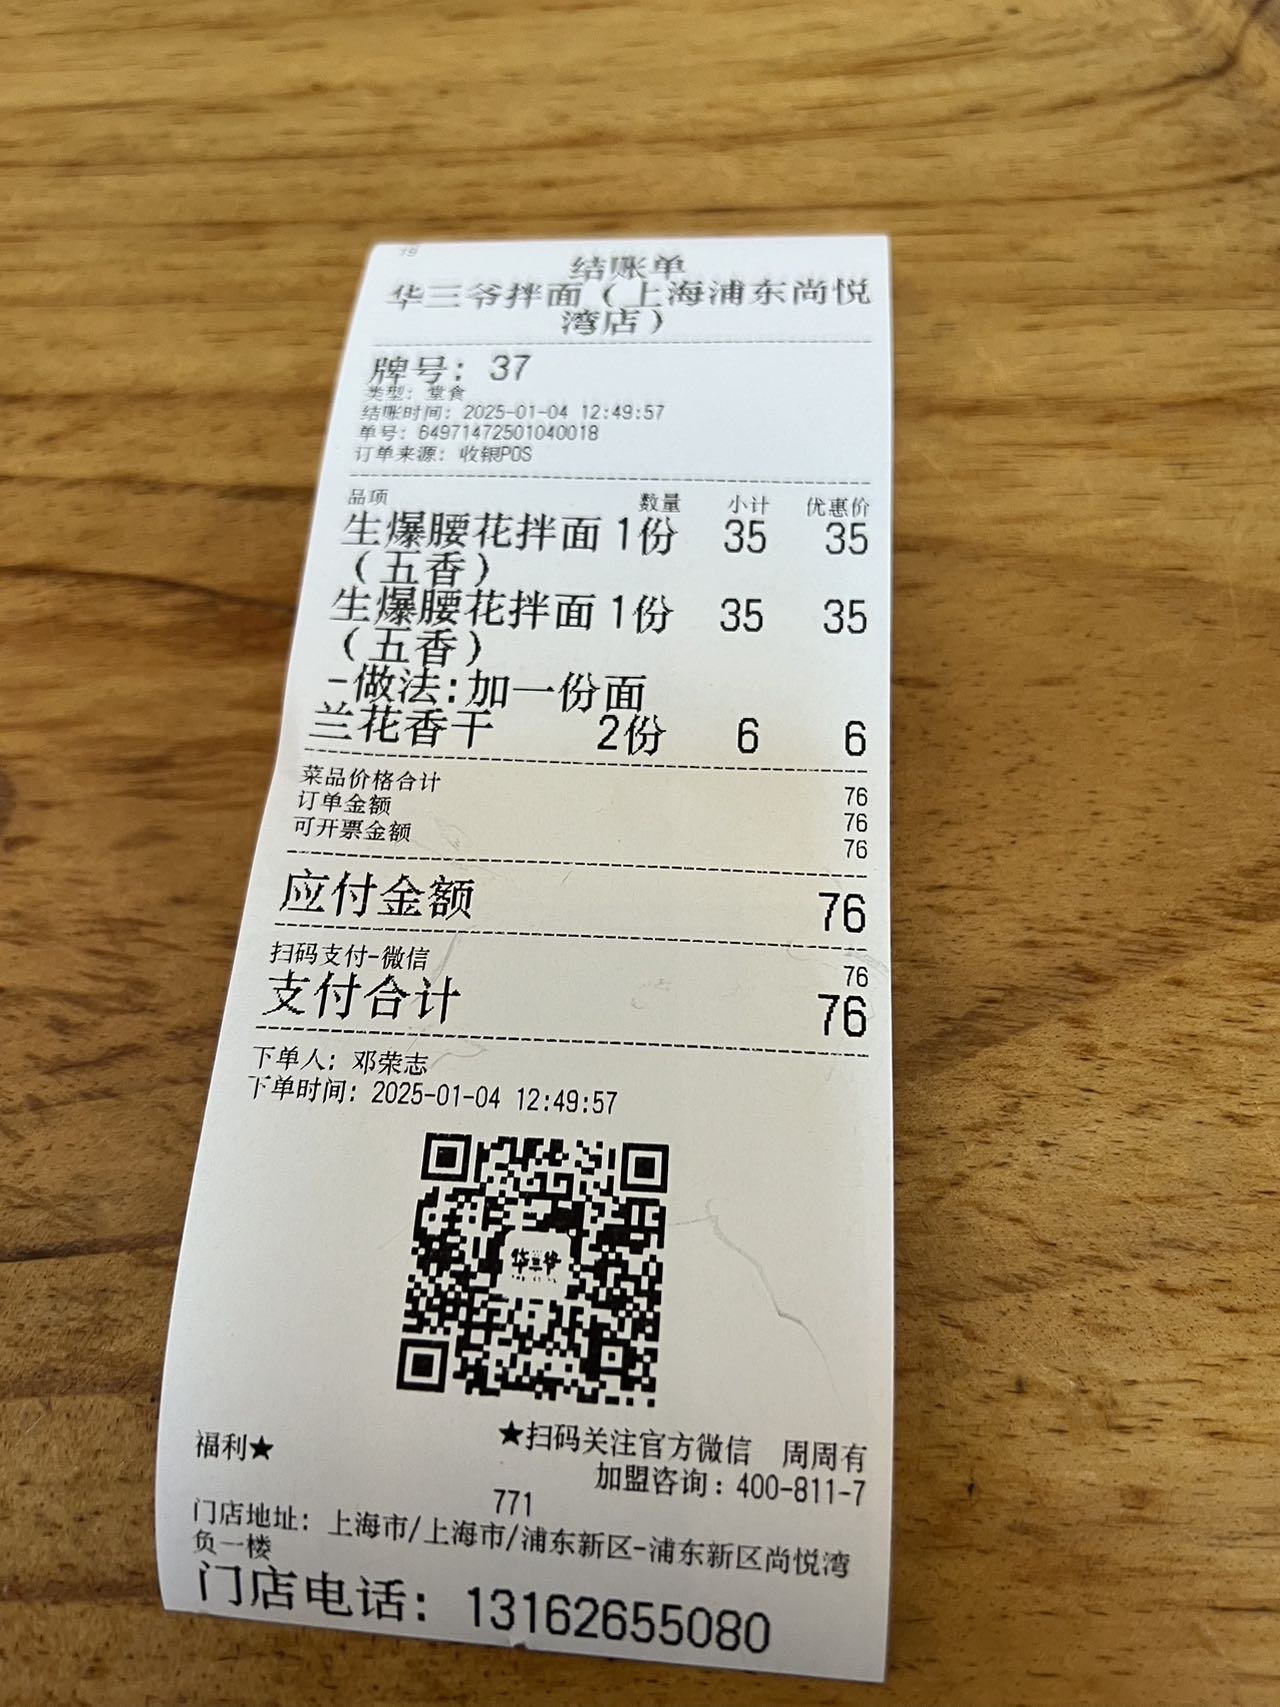 结账单
华三爷拌面（上海浦东尚悦
湾店）
牌号：37
类型：堂食
结账时间：2025-01-04 12:49:57
单号：64971472501040018
订单来源：收银POS
品项 数量 小计 优惠价
生爆腰花拌面 1份 35 35
（五香）
生爆腰花拌面 1份 35 35
（五香）
-做法:加一份面
兰花香干 2份 6 6
菜品价格合计 76
订单金额 76
可开票金额 76
应付金额 76
扫码支付-微信 76
支付合计 76
下单人：邓荣志
下单时间：2025-01-04 12:49:57
华三爷
★扫码关注官方微信 周周有
福利★
加盟咨询：400-811-7
771
门店地址：上海市/上海市/浦东新区-浦东新区尚悦湾
负一楼
门店电话：13162655080